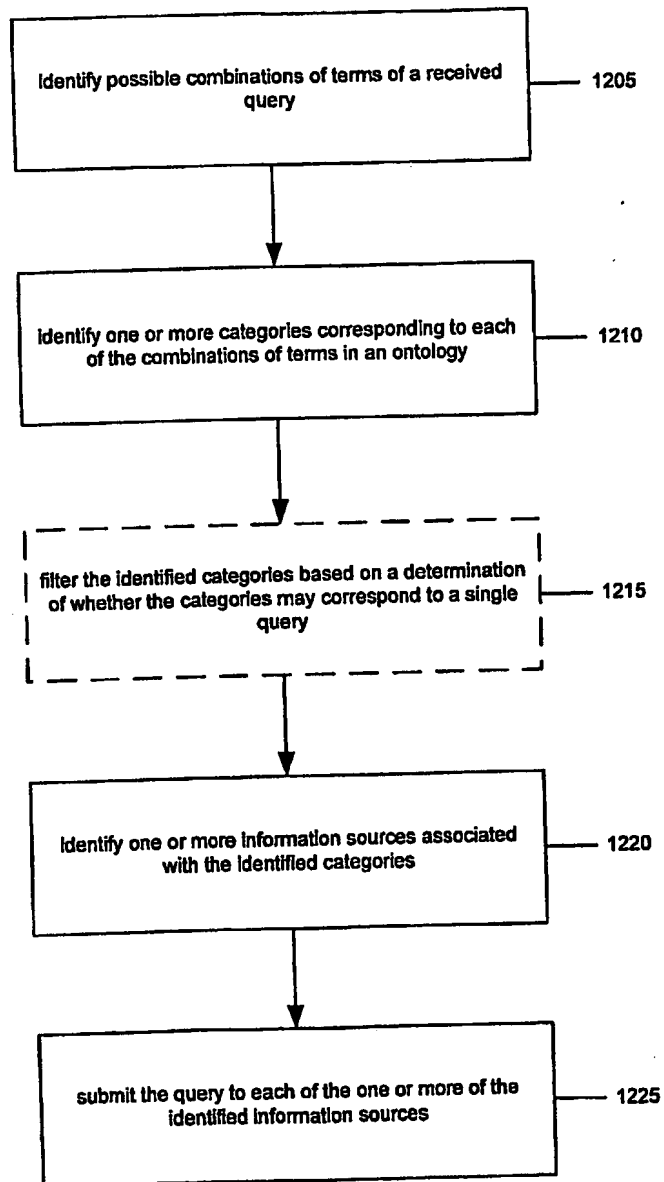 identify possible combinations of terms of a received
query
1205
identify one or more categories corresponding to each
of the combinations of terms in an ontology
1210
filter the identified categories based on a determination
of whether the categories may correspond to a single
query
1215
identify one or more information sources associated
with the identified categories
1220
submit the query to each of the one or more of the
identified information sources
1225